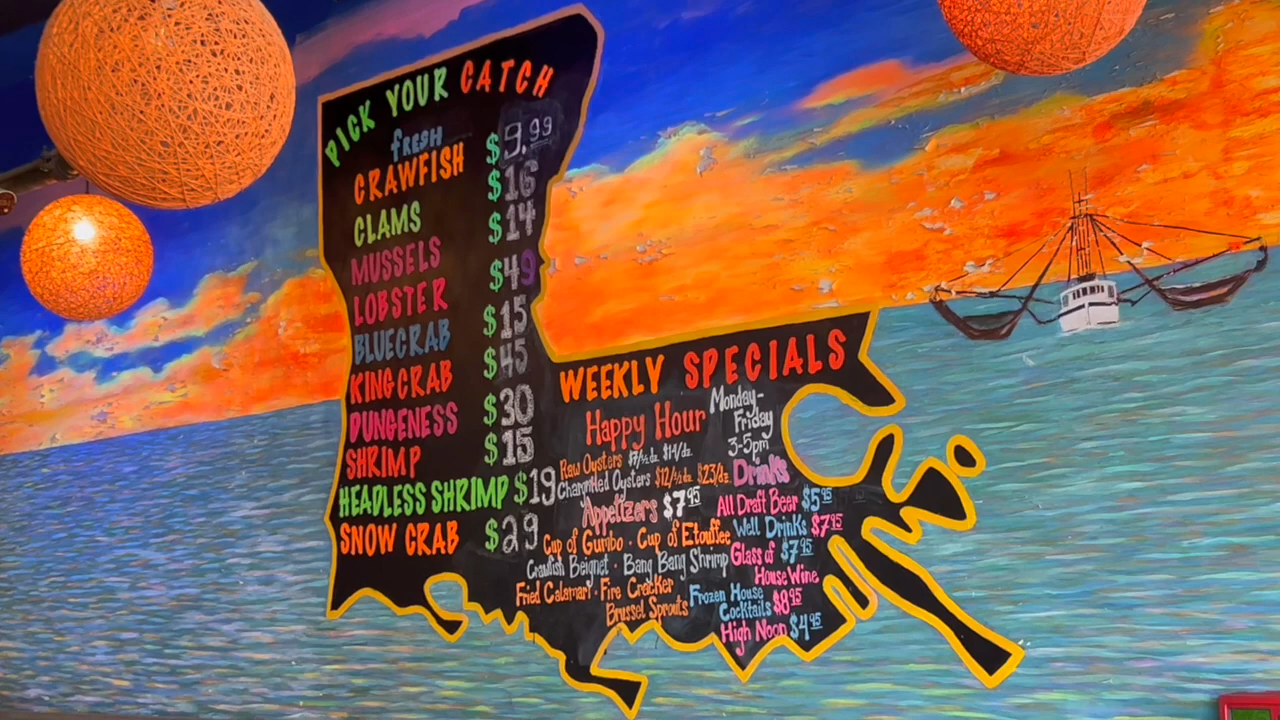 PICK YOUR CATCH
fresh
CRAWFISH $9.99
CLAMS $16
MUSSELS $14
LOBSTER $49
BLUECRAB $15
KING CRAB $45
DUNGENESS $30
SHRIMP $15
HEADLESS SHRIMP $19
SNOW CRAB $29
WEEKLY SPECIALS
Happy Hour
Monday-
Friday
3-5pm
Raw Oysters $7/½dz $14/dz.
CharGrilled Oysters $12/½dz $23/dz.
Appetizers $7.95
Cup of Gumbo · Cup of Etouffee
Crawfish Beignet · Bang Bang Shrimp
Fried Calamari · Fire Cracker
Brussel Sprouts
Drinks
All Draft Beer $5.95
Well Drinks $7.95
Glass of $7.95
House Wine
Frozen House
Cocktails $8.95
High Noon $4.95